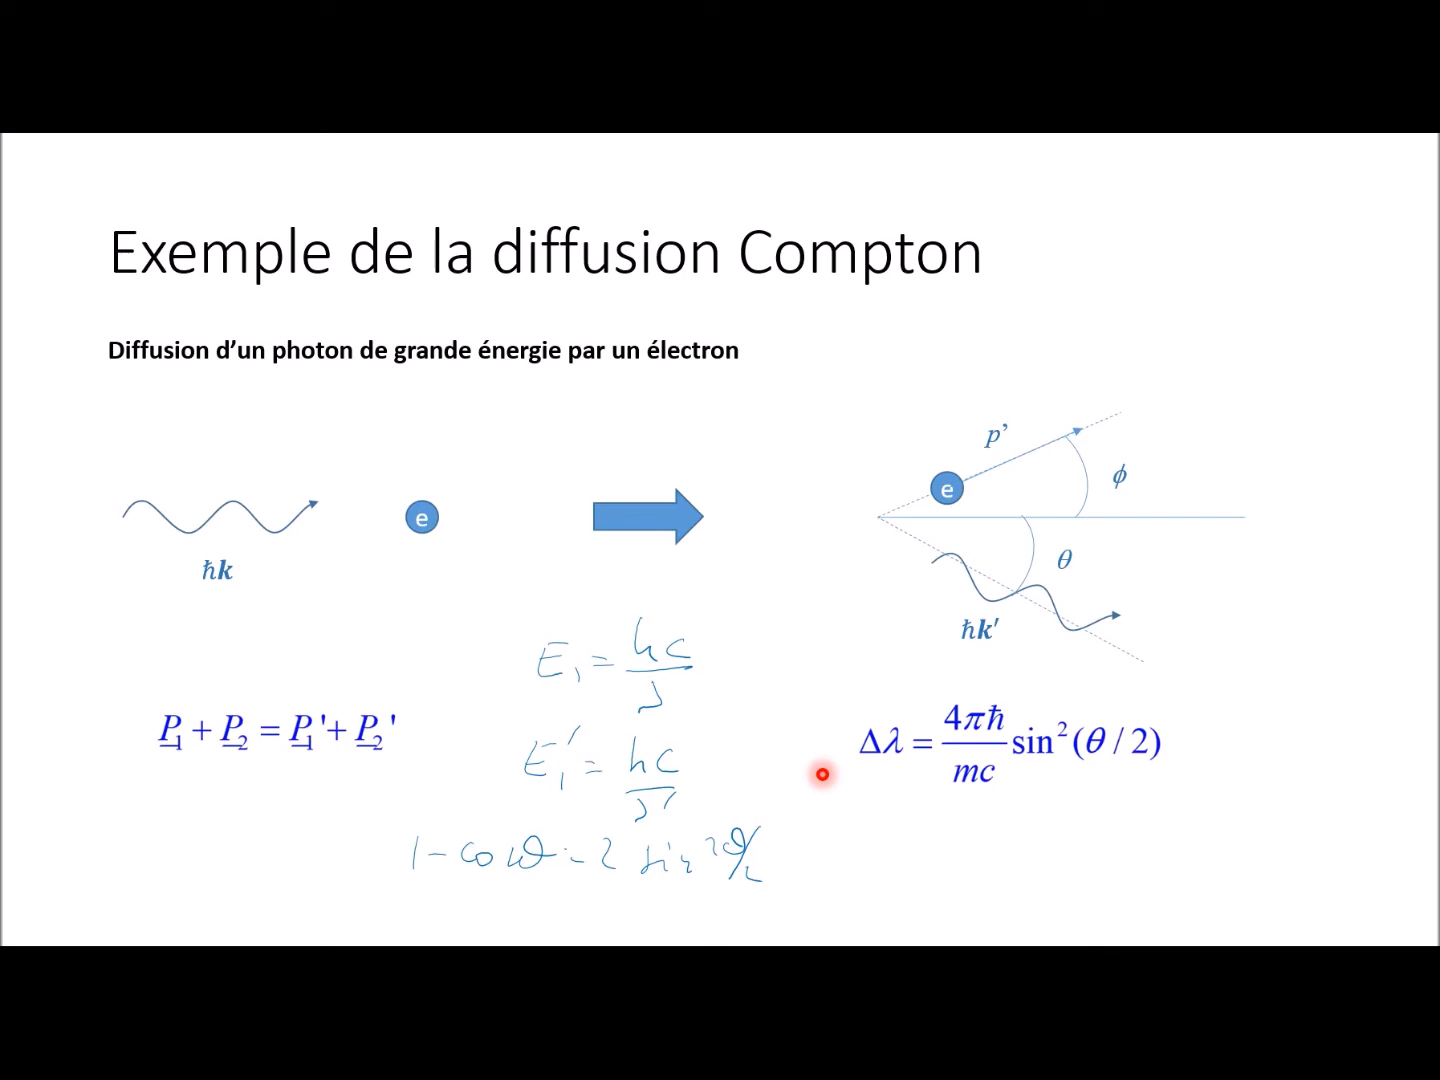 Exemple de la diffusion Compton
Diffusion d’un photon de grande énergie par un électron
p’
ϕ
e
e
θ
ħk
ħk′
E₁ = hc/λ
P₁ + P₂ = P₁' + P₂'
Δλ = 4πħ/mc sin²(θ / 2)
E₁′ = hc/λ′
1 - cos θ = 2 sin² θ/2